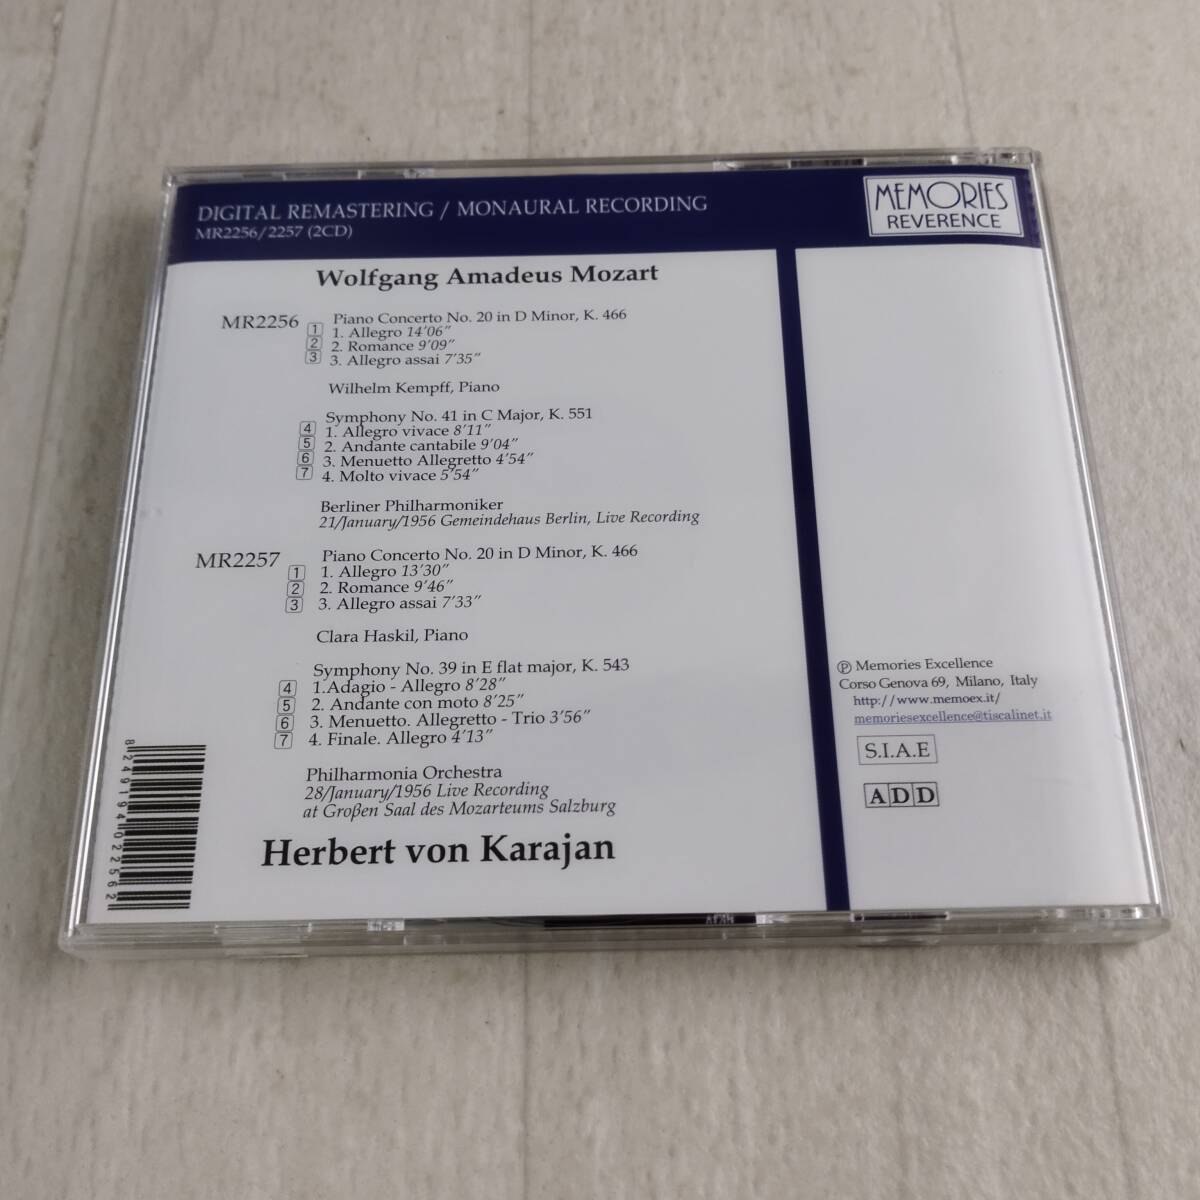 DIGITAL REMASTERING / MONAURAL RECORDING
MR2256/2257 (2CD)
MEMORIES
REVERENCE
Wolfgang Amadeus Mozart
MR2256
Piano Concerto No. 20 in D Minor, K. 466
1 1. Allegro 14'06"
2 2. Romance 9'09"
3 3. Allegro assai 7'35"
Wilhelm Kempff, Piano
Symphony No. 41 in C Major, K. 551
4 1. Allegro vivace 8'11"
5 2. Andante cantabile 9'04"
6 3. Menuetto Allegretto 4'54"
7 4. Molto vivace 5'54"
Berliner Philharmoniker
21/January/1956 Gemeindehaus Berlin, Live Recording
MR2257
Piano Concerto No. 20 in D Minor, K. 466
1 1. Allegro 13'30"
2 2. Romance 9'46"
3 3. Allegro assai 7'33"
Clara Haskil, Piano
Symphony No. 39 in E flat major, K. 543
4 1.Adagio - Allegro 8'28"
5 2. Andante con moto 8'25"
6 3. Menuetto. Allegretto - Trio 3'56"
7 4. Finale. Allegro 4'13"
Philharmonia Orchestra
28/January/1956 Live Recording
at Großen Saal des Mozarteums Salzburg
Herbert von Karajan
8 24919 40225 62
℗ Memories Excellence
Corso Genova 69, Milano, Italy
http://www.memoex.it/
memoriesexcellence@tiscalinet.it
S.I.A.E
ADD